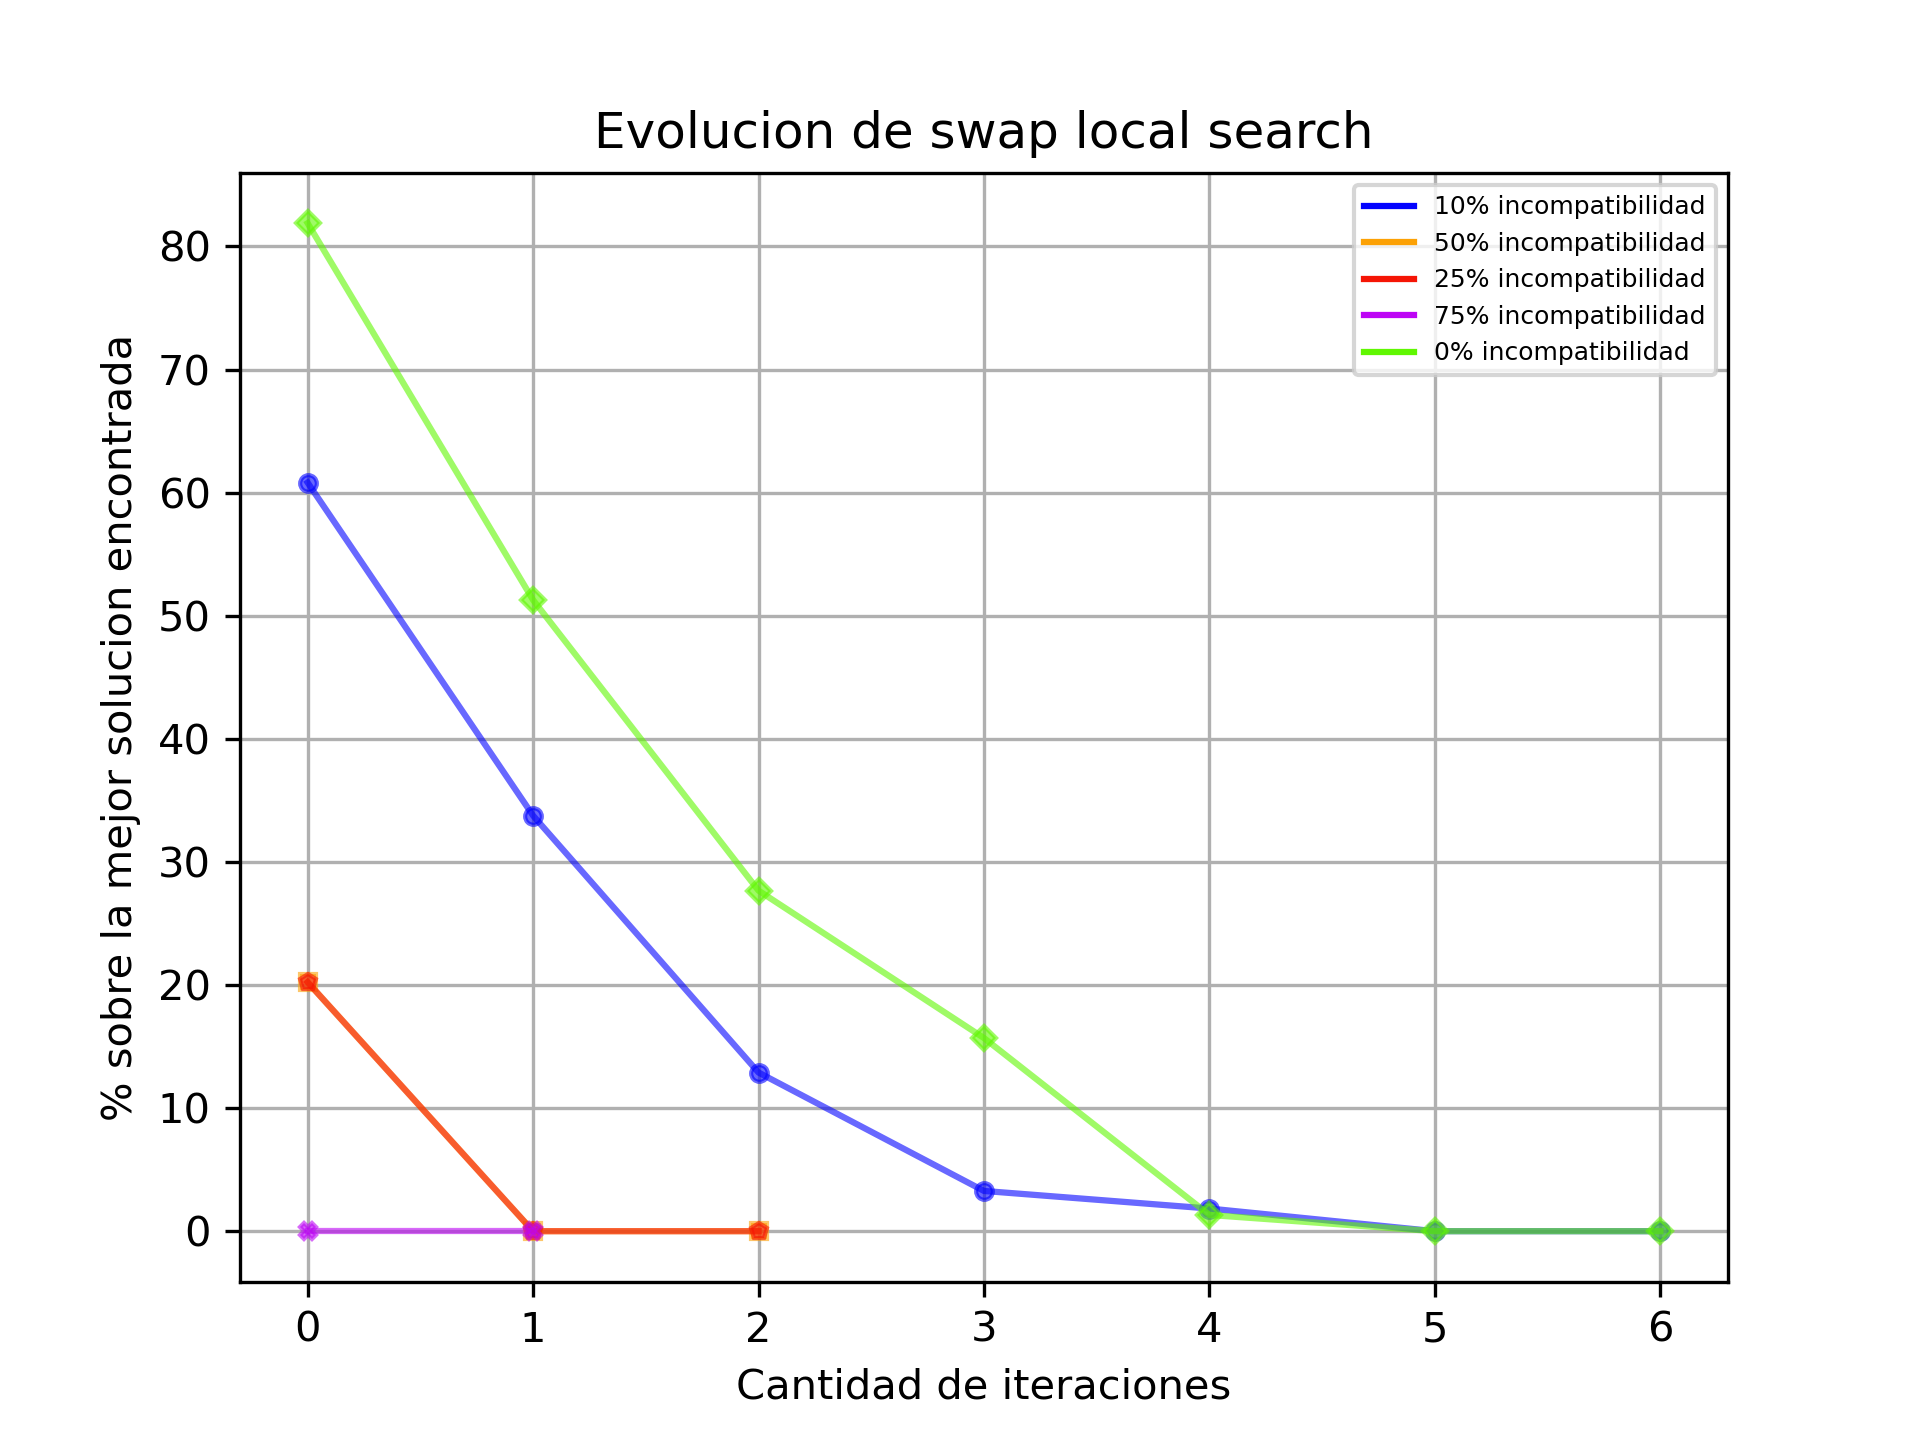 Evolucion de swap local search
10% incompatibilidad
50% incompatibilidad
25% incompatibilidad
75% incompatibilidad
0% incompatibilidad
% sobre la mejor solucion encontrada
80
70
60
50
40
30
20
10
0
0 1 2 3 4 5 6
Cantidad de iteraciones